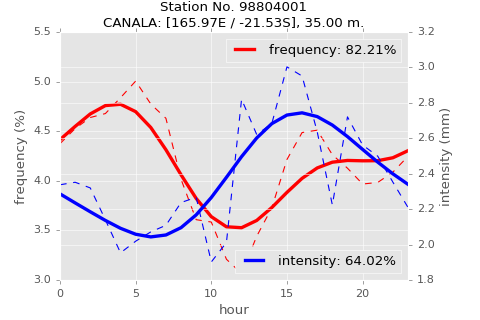 Station No. 98804001
CANALA: [165.97E / -21.53S], 35.00 m.
5.5
5.0
4.5
4.0
3.5
3.0
frequency (%)
3.2
3.0
2.8
2.6
2.4
2.2
2.0
1.8
intensity (mm)
frequency: 82.21%
intensity: 64.02%
0 5 10 15 20
hour